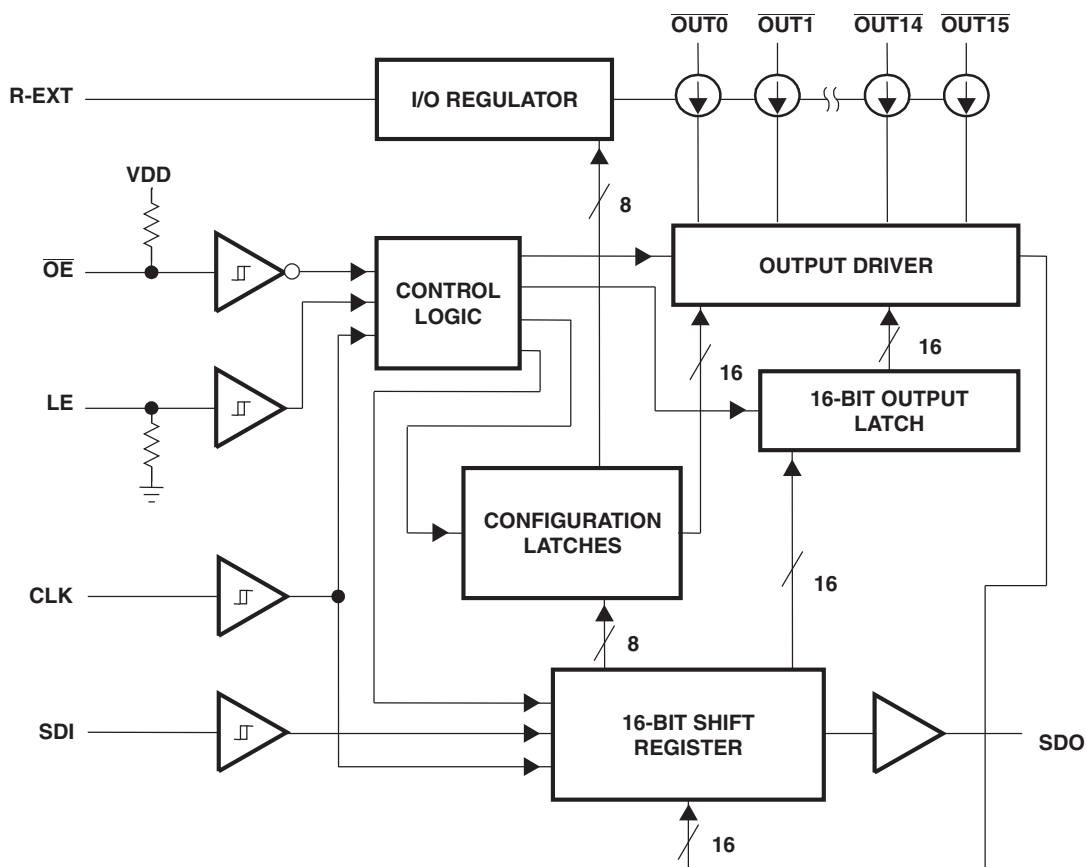 OUT0 OUT1 OUT14 OUT15
R-EXT
I/O REGULATOR
8
VDD
OE
CONTROL
LOGIC
OUTPUT DRIVER
16
16
LE
16-BIT OUTPUT
LATCH
CONFIGURATION
LATCHES
16
CLK
8
SDI
16-BIT SHIFT
REGISTER
SDO
16